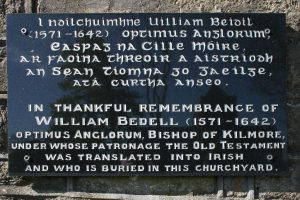 I nDílchuimhne Uilliam Beidil
(1571-1642) optimus anglorum,
Easpag na Cille Móire,
ar faoina threoir a aistríodh
an Sean Tiomna go Gaeilge,
atá curtha anseo.
IN THANKFUL REMEMBRANCE OF
WILLIAM BEDELL (1571-1642)
OPTIMUS ANGLORUM, BISHOP OF KILMORE,
UNDER WHOSE PATRONAGE THE OLD TESTAMENT
WAS TRANSLATED INTO IRISH
AND WHO IS BURIED IN THIS CHURCHYARD.